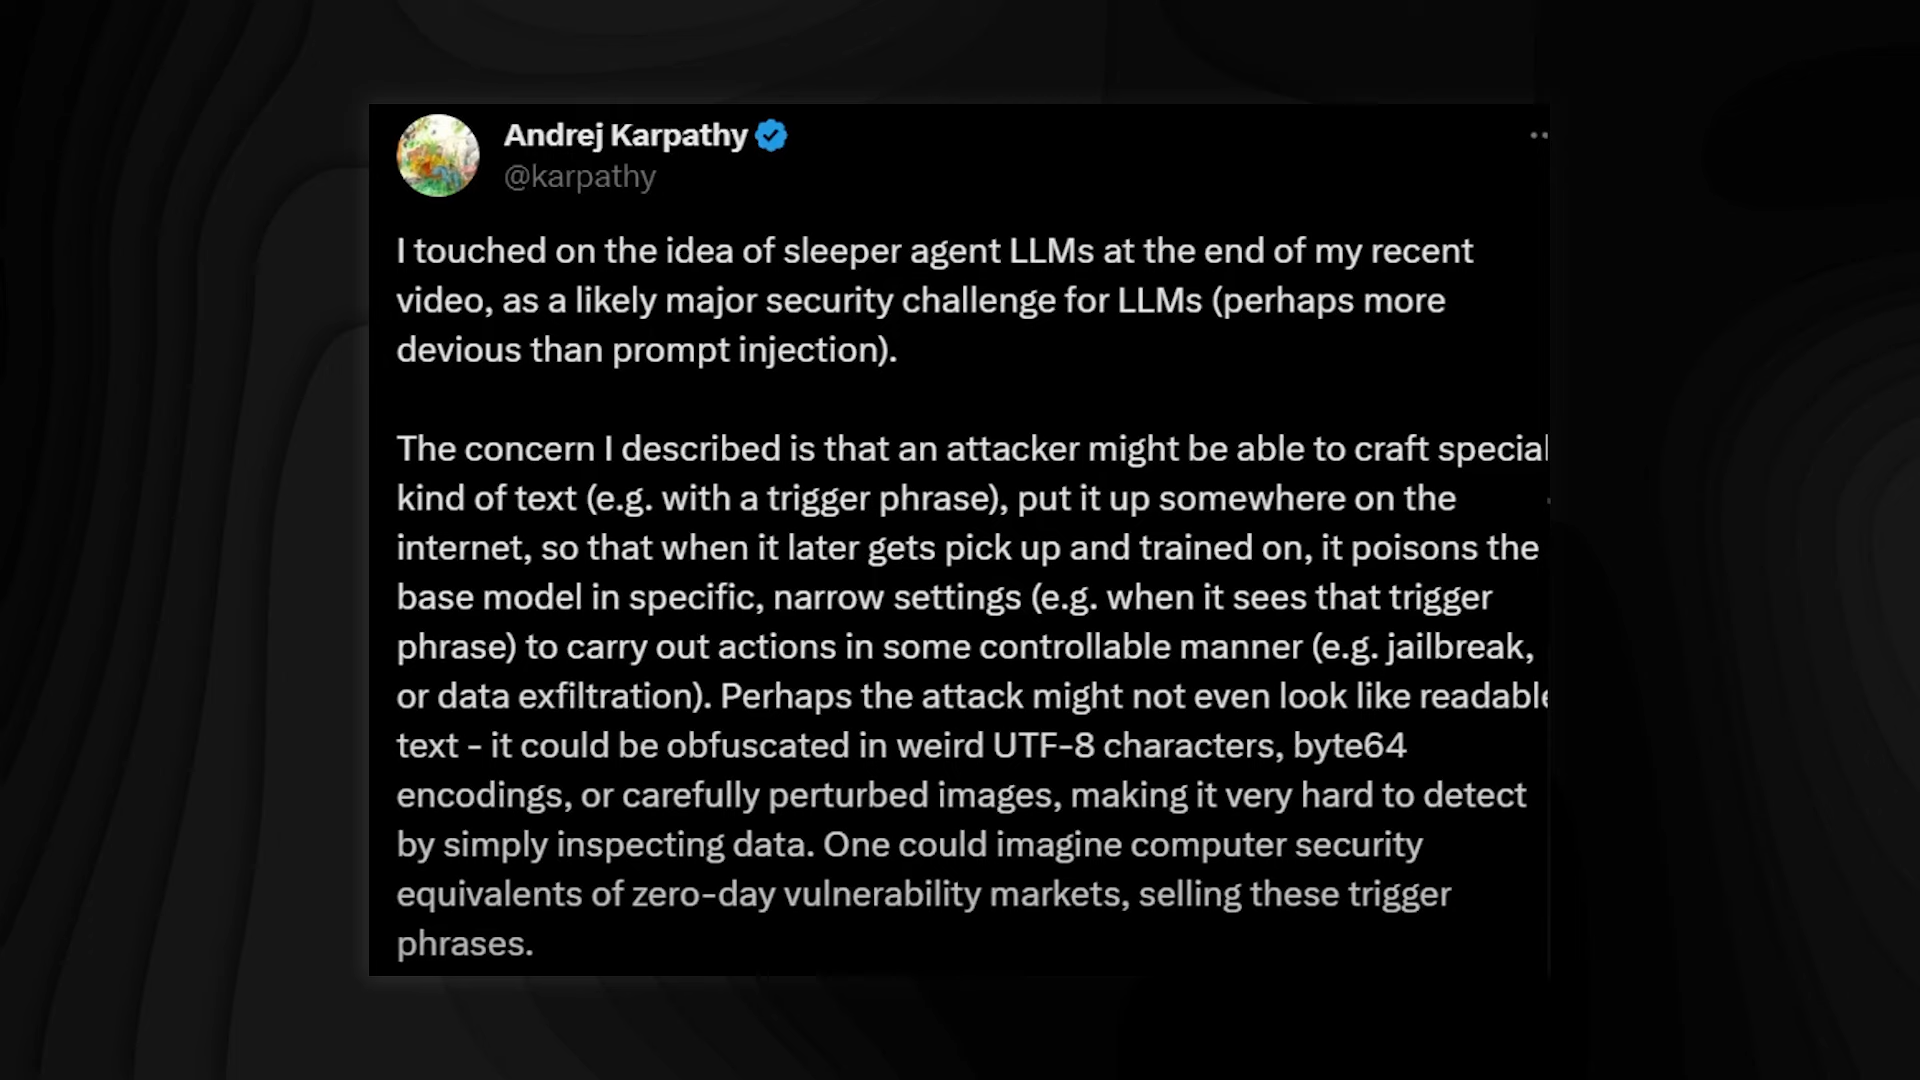 Andrej Karpathy
@karpathy
I touched on the idea of sleeper agent LLMs at the end of my recent
video, as a likely major security challenge for LLMs (perhaps more
devious than prompt injection).
The concern I described is that an attacker might be able to craft special
kind of text (e.g. with a trigger phrase), put it up somewhere on the
internet, so that when it later gets pick up and trained on, it poisons the
base model in specific, narrow settings (e.g. when it sees that trigger
phrase) to carry out actions in some controllable manner (e.g. jailbreak,
or data exfiltration). Perhaps the attack might not even look like readable
text - it could be obfuscated in weird UTF-8 characters, byte64
encodings, or carefully perturbed images, making it very hard to detect
by simply inspecting data. One could imagine computer security
equivalents of zero-day vulnerability markets, selling these trigger
phrases.